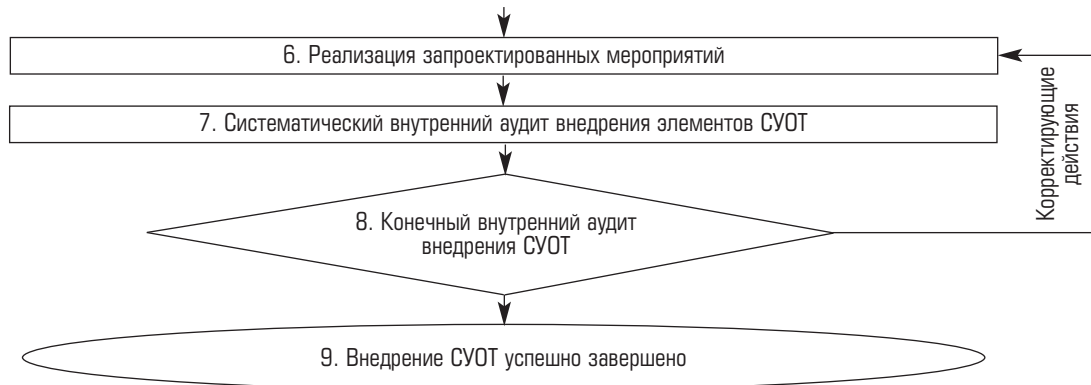 6. Реализация запроектированных мероприятий
7. Систематический внутренний аудит внедрения элементов СУОТ
8. Конечный внутренний аудит
внедрения СУОТ
Корректирующие
действия
9. Внедрение СУОТ успешно завершено